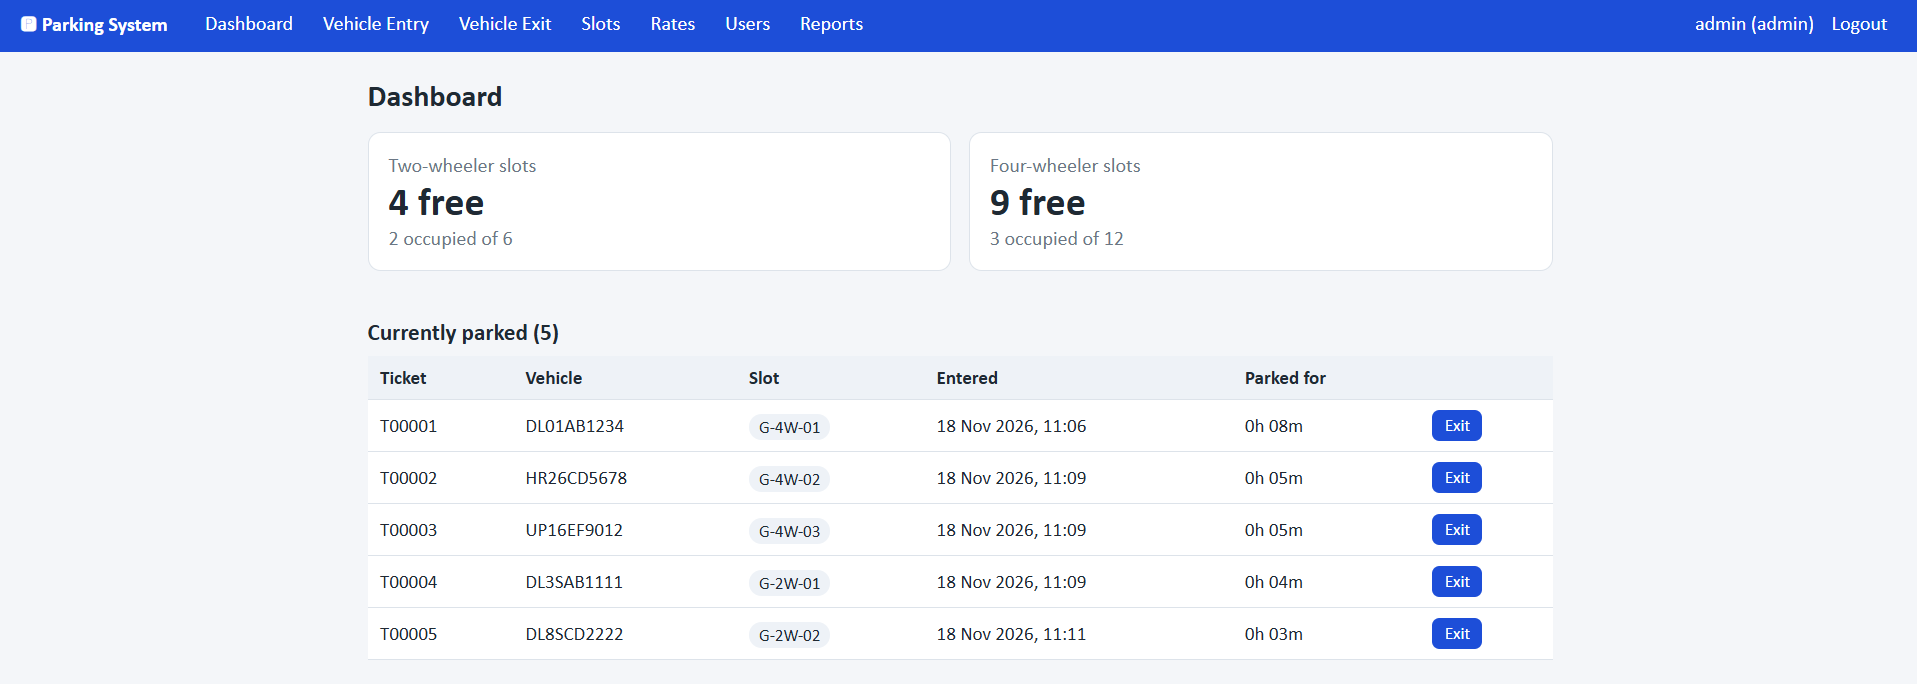 🅿 Parking System Dashboard Vehicle Entry Vehicle Exit Slots Rates Users Reports admin (admin) Logout
Dashboard
Two-wheeler slots
4 free
2 occupied of 6
Four-wheeler slots
9 free
3 occupied of 12
Currently parked (5)
Ticket Vehicle Slot Entered Parked for
T00001 DL01AB1234 G-4W-01 18 Nov 2026, 11:06 0h 08m Exit
T00002 HR26CD5678 G-4W-02 18 Nov 2026, 11:09 0h 05m Exit
T00003 UP16EF9012 G-4W-03 18 Nov 2026, 11:09 0h 05m Exit
T00004 DL3SAB1111 G-2W-01 18 Nov 2026, 11:09 0h 04m Exit
T00005 DL8SCD2222 G-2W-02 18 Nov 2026, 11:11 0h 03m Exit